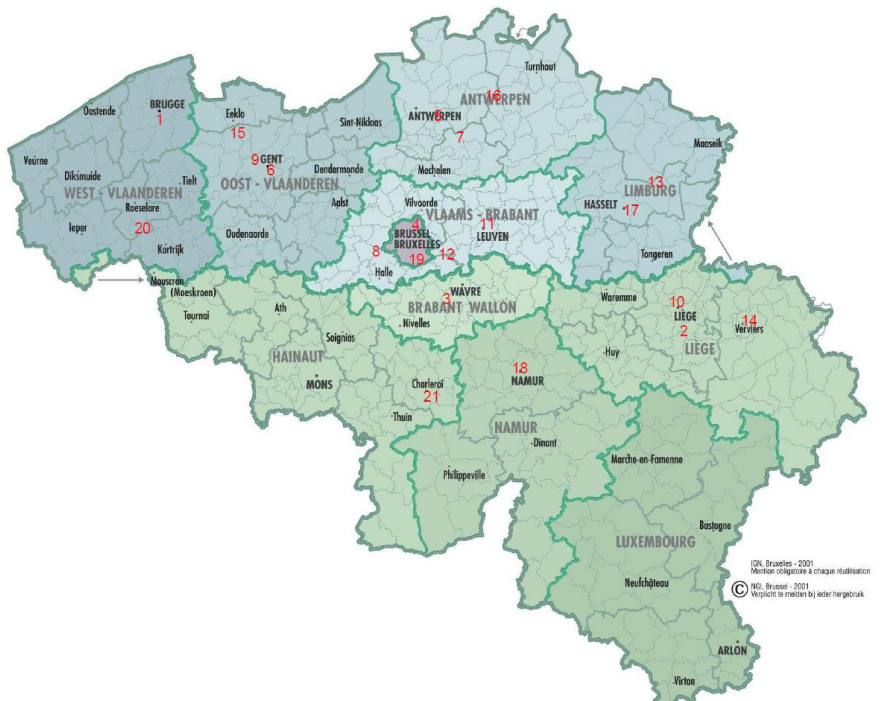 Turnhout
16
ANTWERPEN
Oostende
BRUGGE
1
Eeklo
15
Sint-Nikloas
ANTWERPEN
5
7
Maaseik
Veurne
9
GENT
6
Mechelen
Diksmuide
Tielt
OOST - VLAANDEREN
Dendermonde
WEST - VLAANDEREN
13
LIMBURG
Roeselare
Aalst
Vilvoorde
VLAAMS - BRABANT
HASSELT
17
Ieper
20
Oudenaarde
4
BRUSSEL
BRUXELLES
11
LEUVEN
Kortrijk
8
19
12
Tongeren
Halle
Mouscron
(Moeskroen)
WAVRE
3
BRABANT WALLON
Waremme
10
LIÈGE
2
14
Verviers
Tournai
Ath
Nivelles
Soignies
HAINAUT
Huy
LIEGE
MONS
Charleroi
21
18
NAMUR
Thuin
NAMUR
Dinant
Philippeville
Marche-en-Famenne
Bastogne
LUXEMBOURG
Neufchâteau
ARLON
Virton
IGN, Bruxelles - 2001
Mention obligatoire à chaque réutilisation
© NGI, Brussel - 2001
Verplicht te melden bij ieder hergebruik